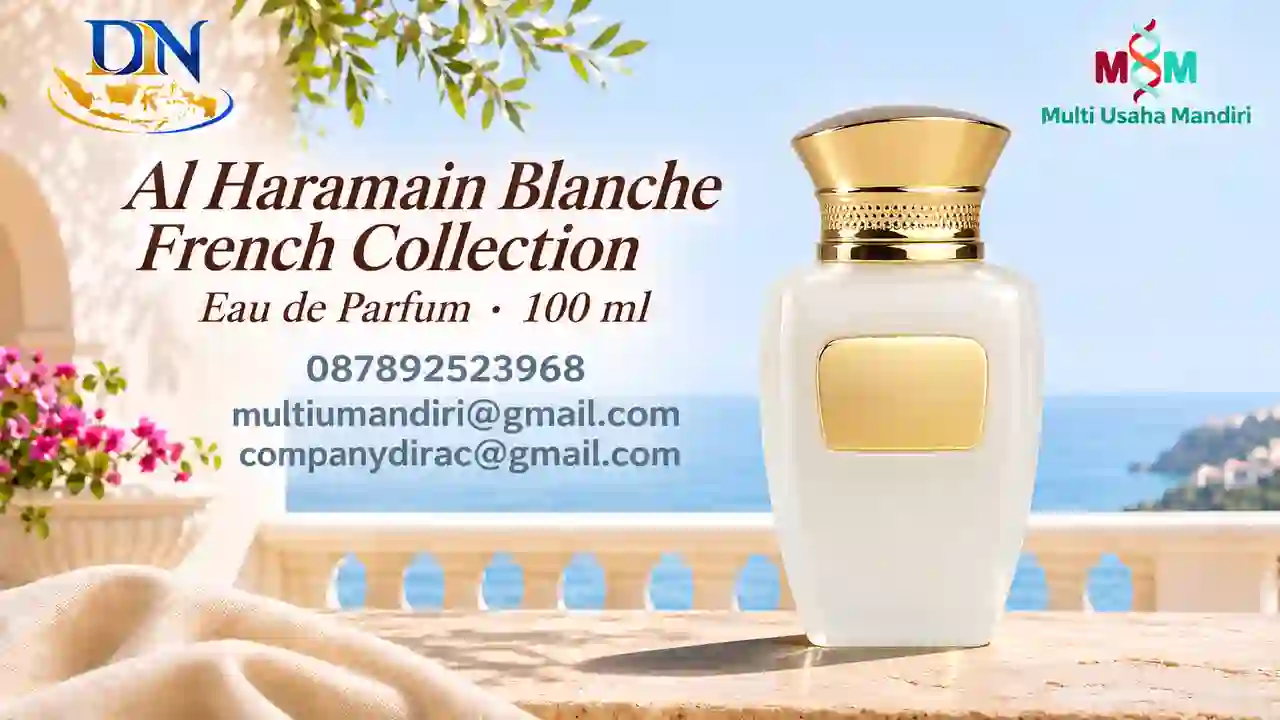 DN
M M
Multi Usaha Mandiri
Al Haramain Blanche
French Collection
Eau de Parfum • 100 ml
087892523968
multiumandiri@gmail.com
companydirac@gmail.com